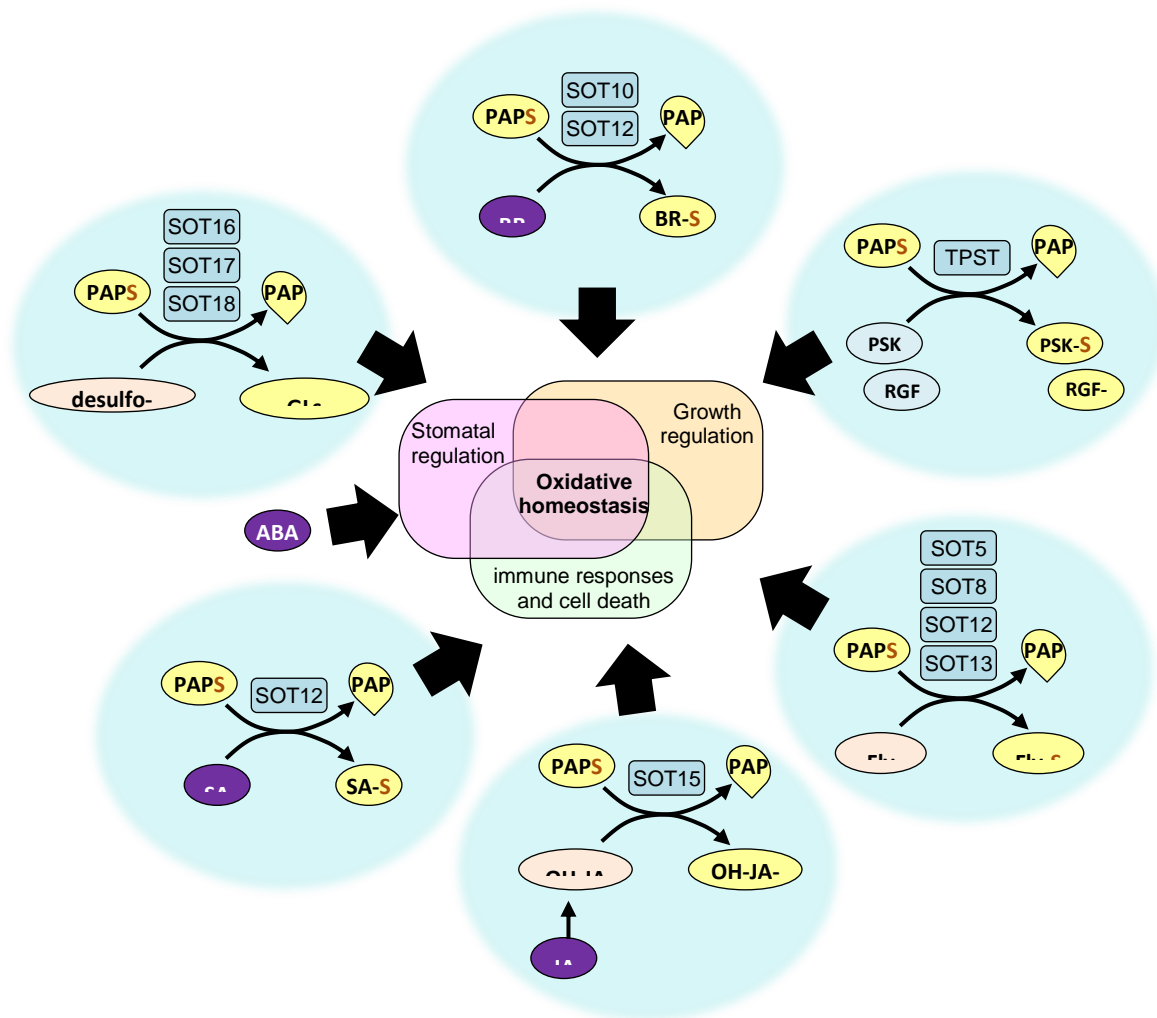 SOT10
SOT12
PAPS
PAP
BR-S
SOT16
SOT17
SOT18
PAPS
PAP
desulfo-
PAPS
TPST
PAP
PSK
PSK-S
RGF
RGF-
Stomatal
regulation
Growth
regulation
Oxidative
homeostasis
immune responses
and cell death
ABA
SOT5
SOT8
SOT12
SOT13
PAPS
PAP
PAPS
SOT12
PAP
SA-S
PAPS
SOT15
PAP
OH-JA-